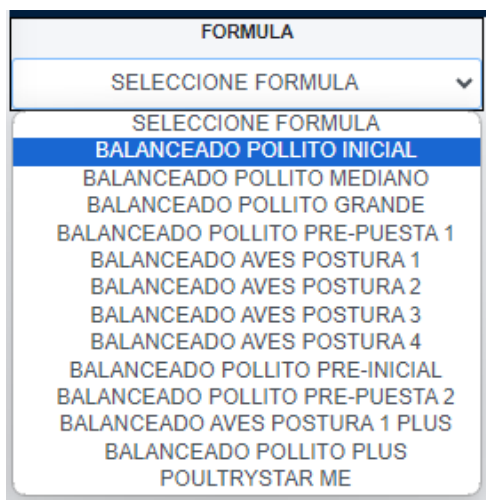 FORMULA
SELECCIONE FORMULA
SELECCIONE FORMULA
BALANCEADO POLLITO INICIAL
BALANCEADO POLLITO MEDIANO
BALANCEADO POLLITO GRANDE
BALANCEADO POLLITO PRE-PUESTA 1
BALANCEADO AVES POSTURA 1
BALANCEADO AVES POSTURA 2
BALANCEADO AVES POSTURA 3
BALANCEADO AVES POSTURA 4
BALANCEADO POLLITO PRE-INICIAL
BALANCEADO POLLITO PRE-PUESTA 2
BALANCEADO AVES POSTURA 1 PLUS
BALANCEADO POLLITO PLUS
POULTRYSTAR ME